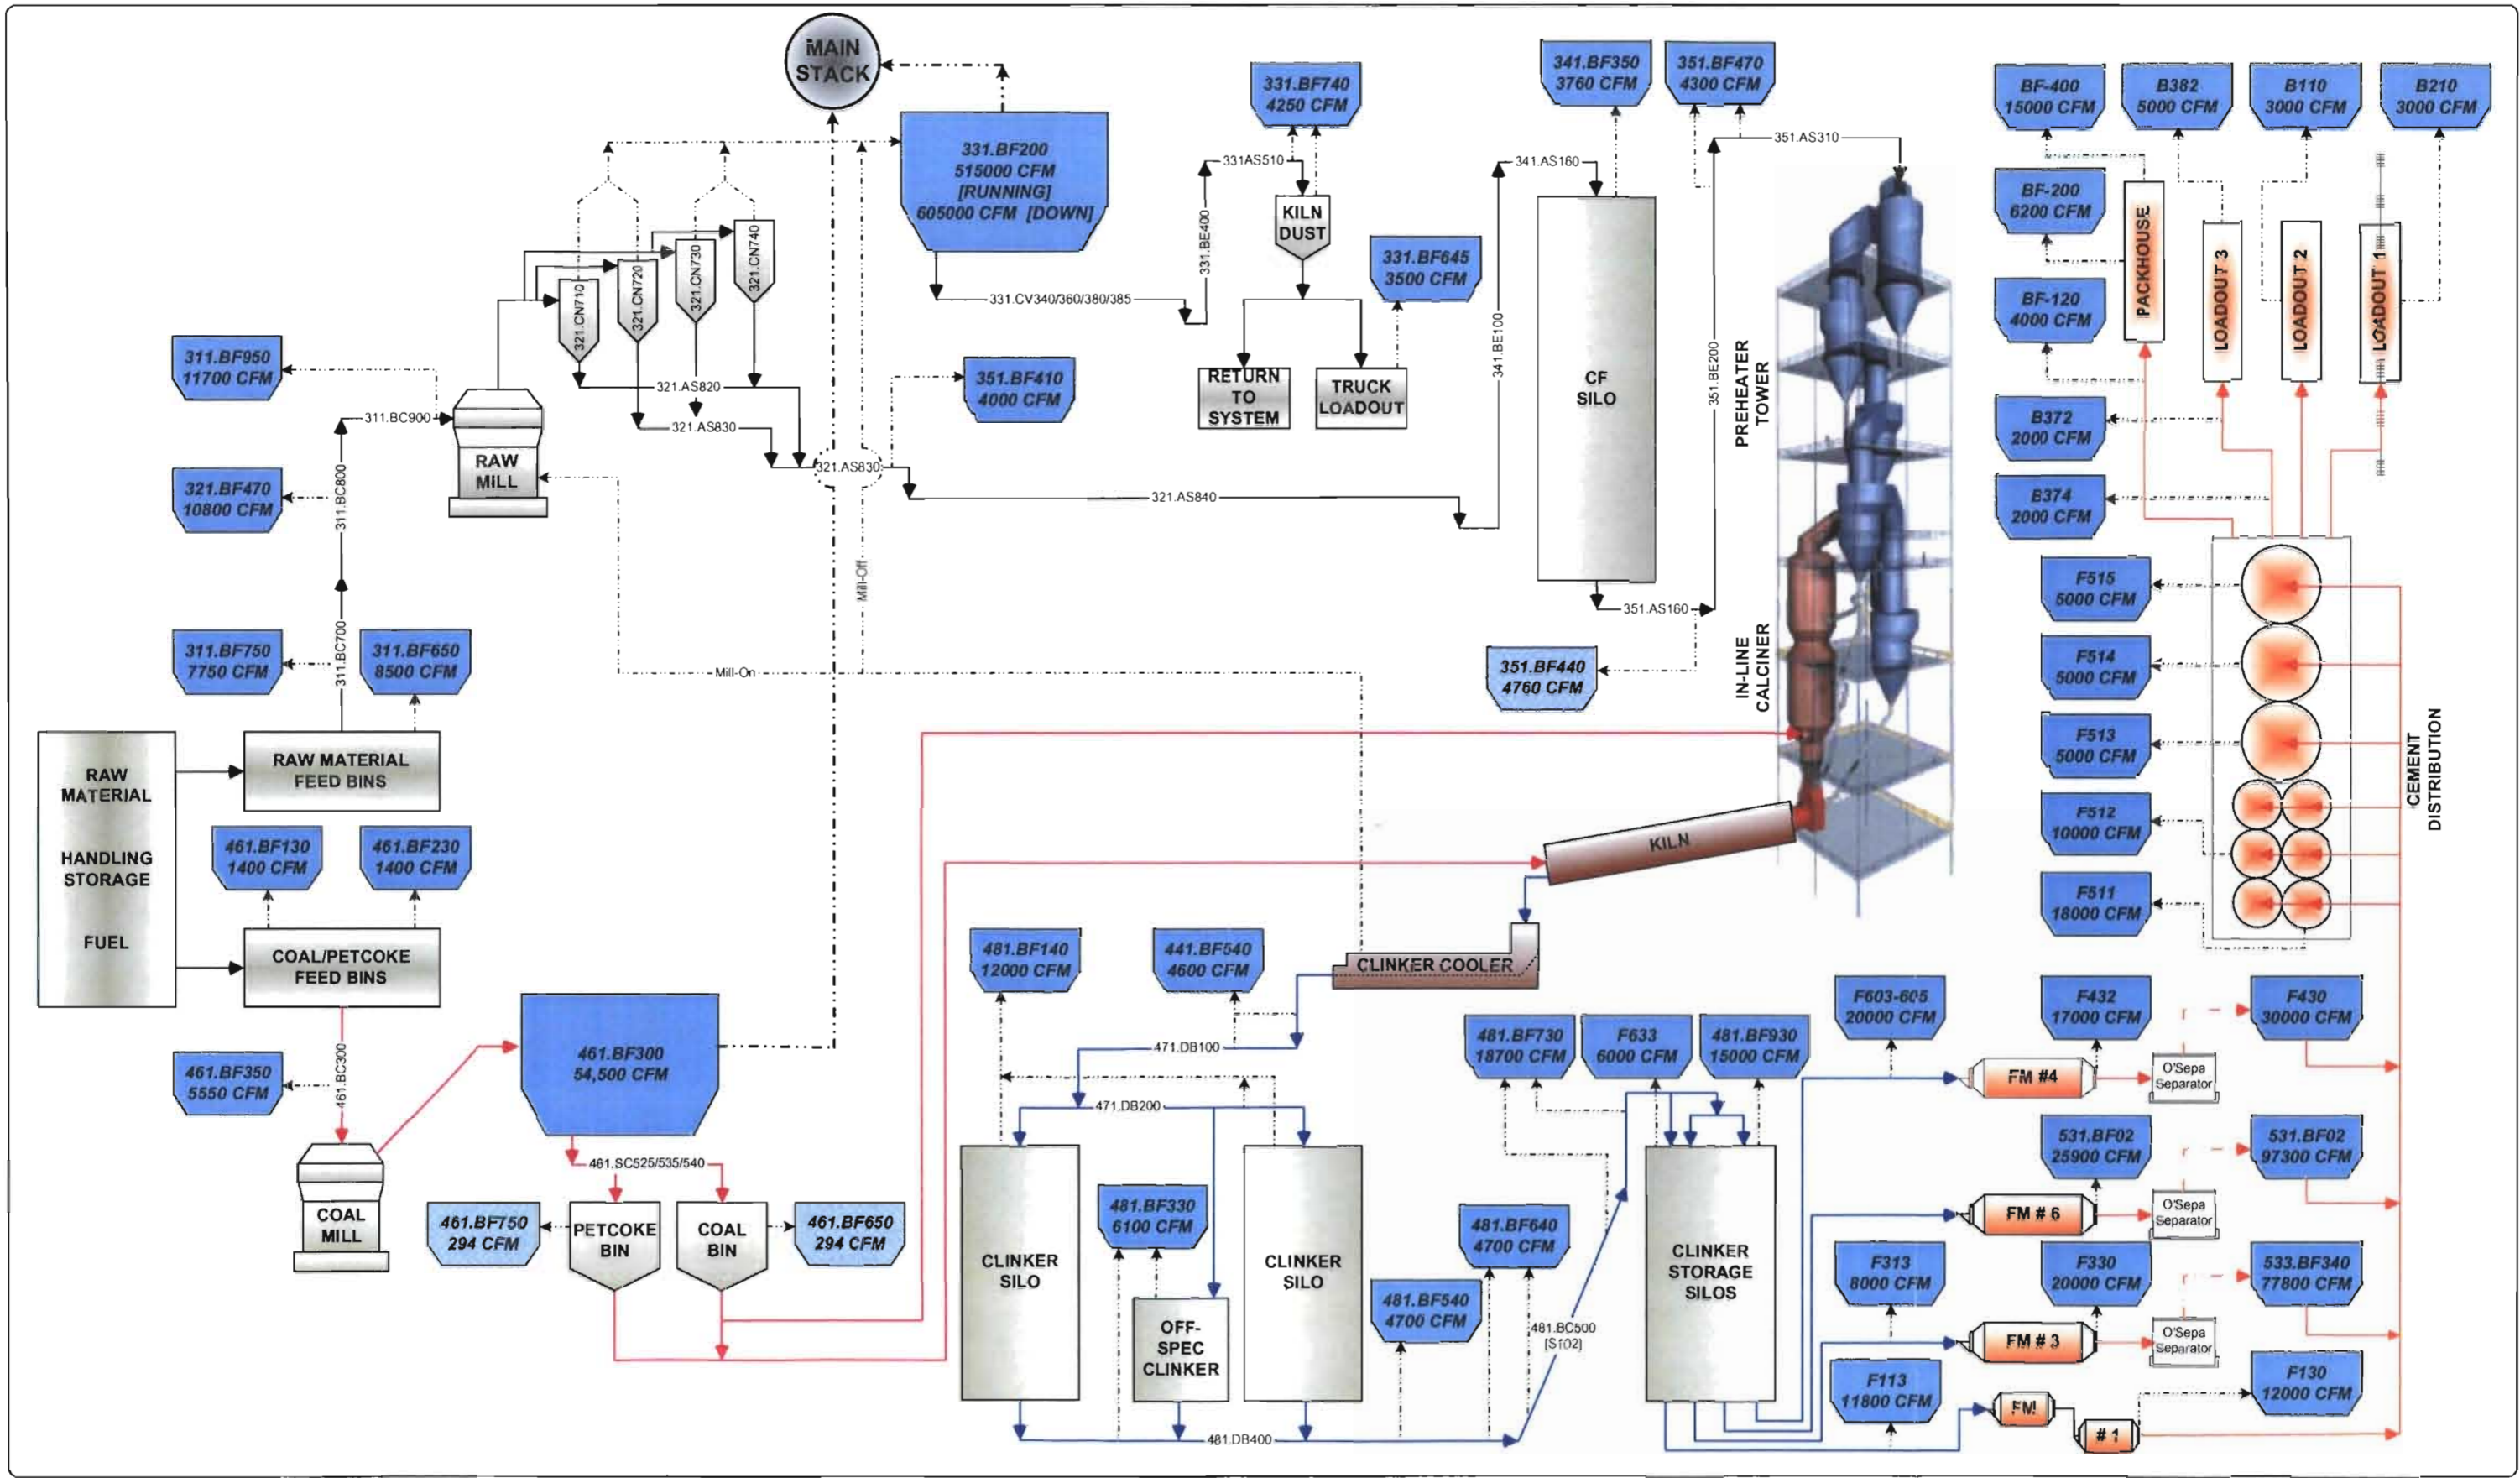 MAIN
STACK
331.BF200
515000 CFM
[RUNNING]
605000 CFM [DOWN]
331.BF740
4250 CFM
341.BF350
3760 CFM
351.BF470
4300 CFM
BF-400
15000 CFM
B382
5000 CFM
B110
3000 CFM
B210
3000 CFM
331AS510
341.AS160
351.AS310
321.CN710
321.CN720
321.CN730
321.CN740
331.BE400
KILN
DUST
331.CV340/360/380/385
331.BF645
3500 CFM
BF-200
6200 CFM
PACKHOUSE
LOADOUT 3
LOADOUT 2
LOADOUT 1
BF-120
4000 CFM
311.BF950
11700 CFM
311.BC900
321.AS820
321.AS830
351.BF410
4000 CFM
RETURN
TO
SYSTEM
TRUCK
LOADOUT
341.BE100
CF
SILO
351.BE200
PREHEATER
TOWER
B372
2000 CFM
RAW
MILL
321.AS830
321.BF470
10800 CFM
311.BC800
321.AS840
B374
2000 CFM
Mill-Off
351.AS160
F515
5000 CFM
311.BF750
7750 CFM
311.BC700
311.BF650
8500 CFM
Mill-On
351.BF440
4760 CFM
IN-LINE
CALCINER
F514
5000 CFM
F513
5000 CFM
CEMENT
DISTRIBUTION
RAW
MATERIAL
HANDLING
STORAGE
FUEL
RAW MATERIAL
FEED BINS
461.BF130
1400 CFM
461.BF230
1400 CFM
KILN
F512
10000 CFM
F511
18000 CFM
COAL/PETCOKE
FEED BINS
481.BF140
12000 CFM
441.BF540
4600 CFM
CLINKER COOLER
461.BF350
5550 CFM
461.BC300
461.BF300
54,500 CFM
471.DB100
481.BF730
18700 CFM
F633
6000 CFM
481.BF930
15000 CFM
F603-605
20000 CFM
F432
17000 CFM
F430
30000 CFM
FM #4
O'Sepa
Separator
471.DB200
COAL
MILL
461.SC525/535/540
461.BF750
294 CFM
PETCOKE
BIN
COAL
BIN
461.BF650
294 CFM
CLINKER
SILO
481.BF330
6100 CFM
CLINKER
SILO
481.BF640
4700 CFM
CLINKER
STORAGE
SILOS
531.BF02
25900 CFM
531.BF02
97300 CFM
FM # 6
O'Sepa
Separator
OFF-
SPEC
CLINKER
481.BF540
4700 CFM
481.BC500
[S102]
F313
8000 CFM
F330
20000 CFM
533.BF340
77800 CFM
FM # 3
O'Sepa
Separator
F113
11800 CFM
F130
12000 CFM
FM
# 1
481.DB400